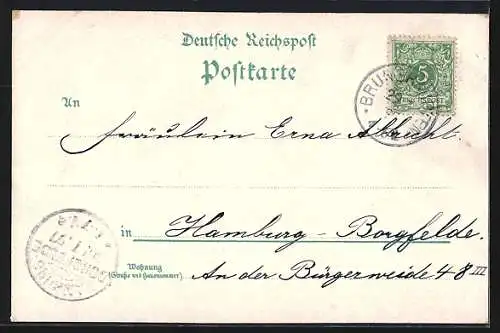 Deutsche Reichspost
Postkarte
5
An
Fräulein Erna Albrecht.
in Hamburg-Borgfelde.
Wohnung
(Straße und Hausnummer)
An der Bürgerweide 48 III